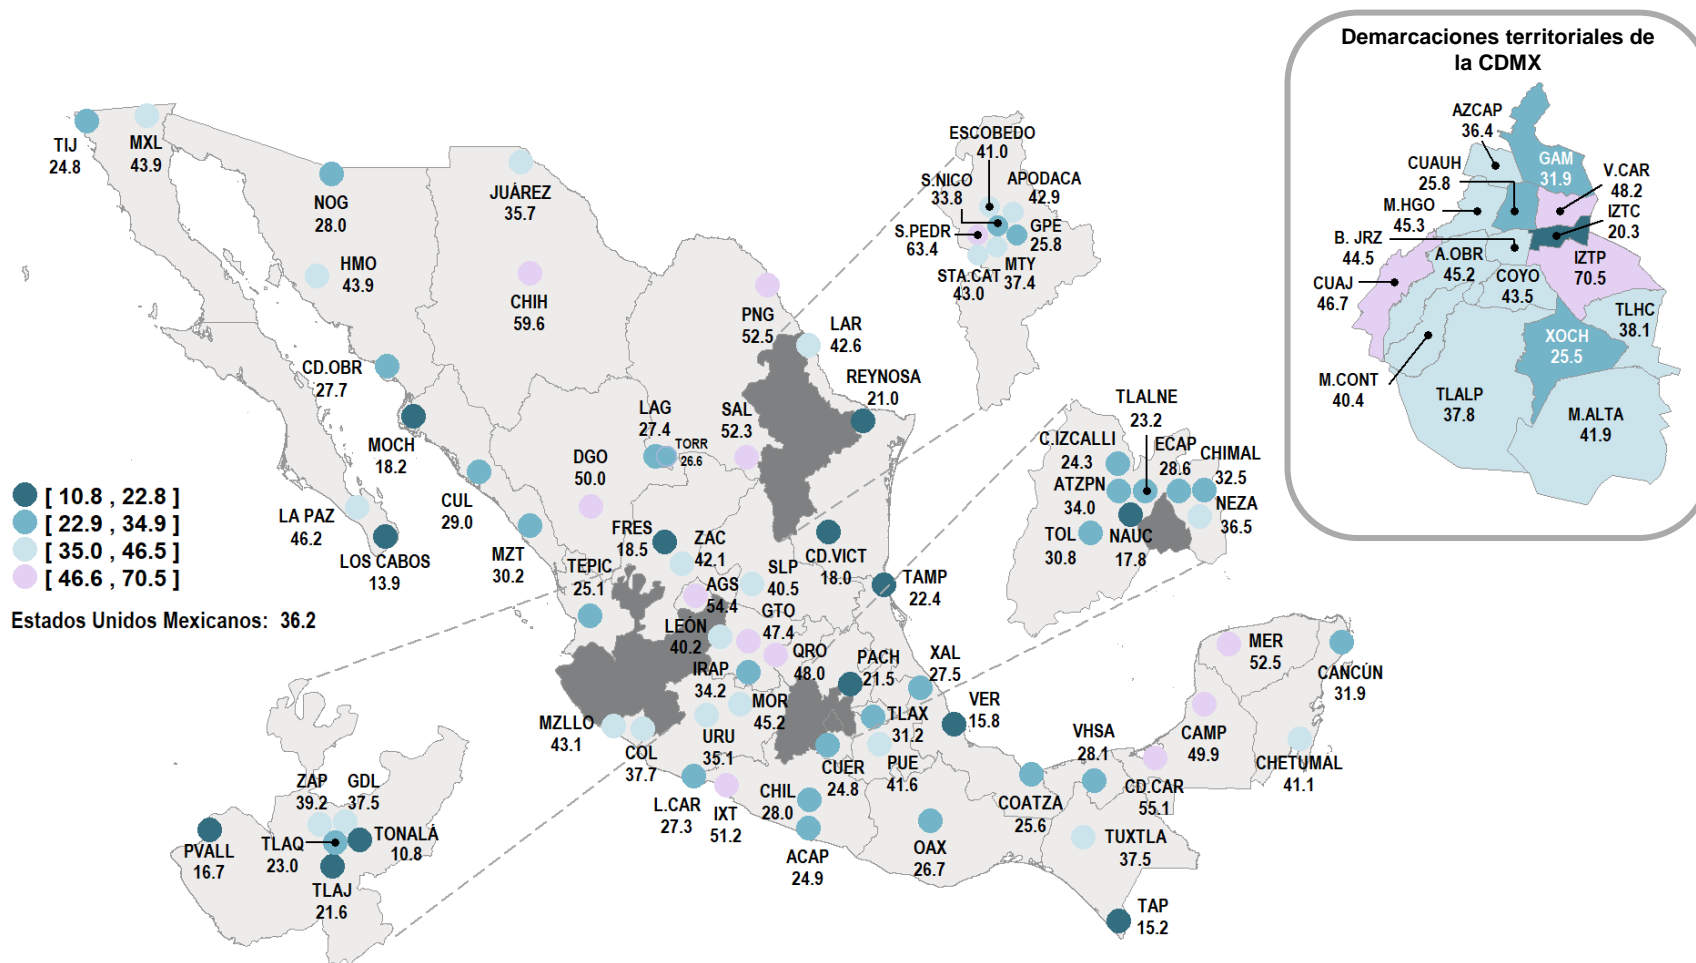 Demarcaciones territoriales de
la CDMX
AZCAP
36.4
CUAUH
25.8
GAM
31.9
V.CAR
48.2
M.HGO
45.3
IZTC
20.3
B. JRZ
44.5
A.OBR
45.2
COYO
43.5
IZTP
70.5
CUAJ
46.7
TLHC
38.1
XOCH
25.5
M.CONT
40.4
TLALP
37.8
M.ALTA
41.9
TIJ
24.8
MXL
43.9
NOG
28.0
JUÁREZ
35.7
HMO
43.9
CHIH
59.6
ESCOBEDO
41.0
S.NICO
33.8
APODACA
42.9
S.PEDR
63.4
GPE
25.8
STA.CAT
43.0
MTY
37.4
PNG
52.5
LAR
42.6
REYNOSA
21.0
CD.OBR
27.7
MOCH
18.2
LAG
27.4
TORR
26.6
SAL
52.3
DGO
50.0
CUL
29.0
LA PAZ
46.2
LOS CABOS
13.9
MZT
30.2
FRES
18.5
ZAC
42.1
CD.VICT
18.0
TAMP
22.4
TEPIC
25.1
AGS
54.4
SLP
40.5
GTO
47.4
LEÓN
40.2
QRO
48.0
IRAP
34.2
PACH
21.5
XAL
27.5
VER
15.8
MOR
45.2
TLAX
31.2
MZLLO
43.1
COL
37.7
URU
35.1
CUER
24.8
PUE
41.6
L.CAR
27.3
IXT
51.2
CHIL
28.0
ACAP
24.9
OAX
26.7
COATZA
25.6
VHSA
28.1
CD.CAR
55.1
CAMP
49.9
MER
52.5
CANCÚN
31.9
CHETUMAL
41.1
TUXTLA
37.5
TAP
15.2
TLALNE
23.2
C.IZCALLI
24.3
ECAP
28.6
CHIMAL
32.5
ATZPN
34.0
NEZA
36.5
TOL
30.8
NAUC
17.8
[ 10.8 , 22.8 ]
[ 22.9 , 34.9 ]
[ 35.0 , 46.5 ]
[ 46.6 , 70.5 ]
Estados Unidos Mexicanos: 36.2
ZAP
39.2
GDL
37.5
PVALL
16.7
TLAQ
23.0
TONALÁ
10.8
TLAJ
21.6